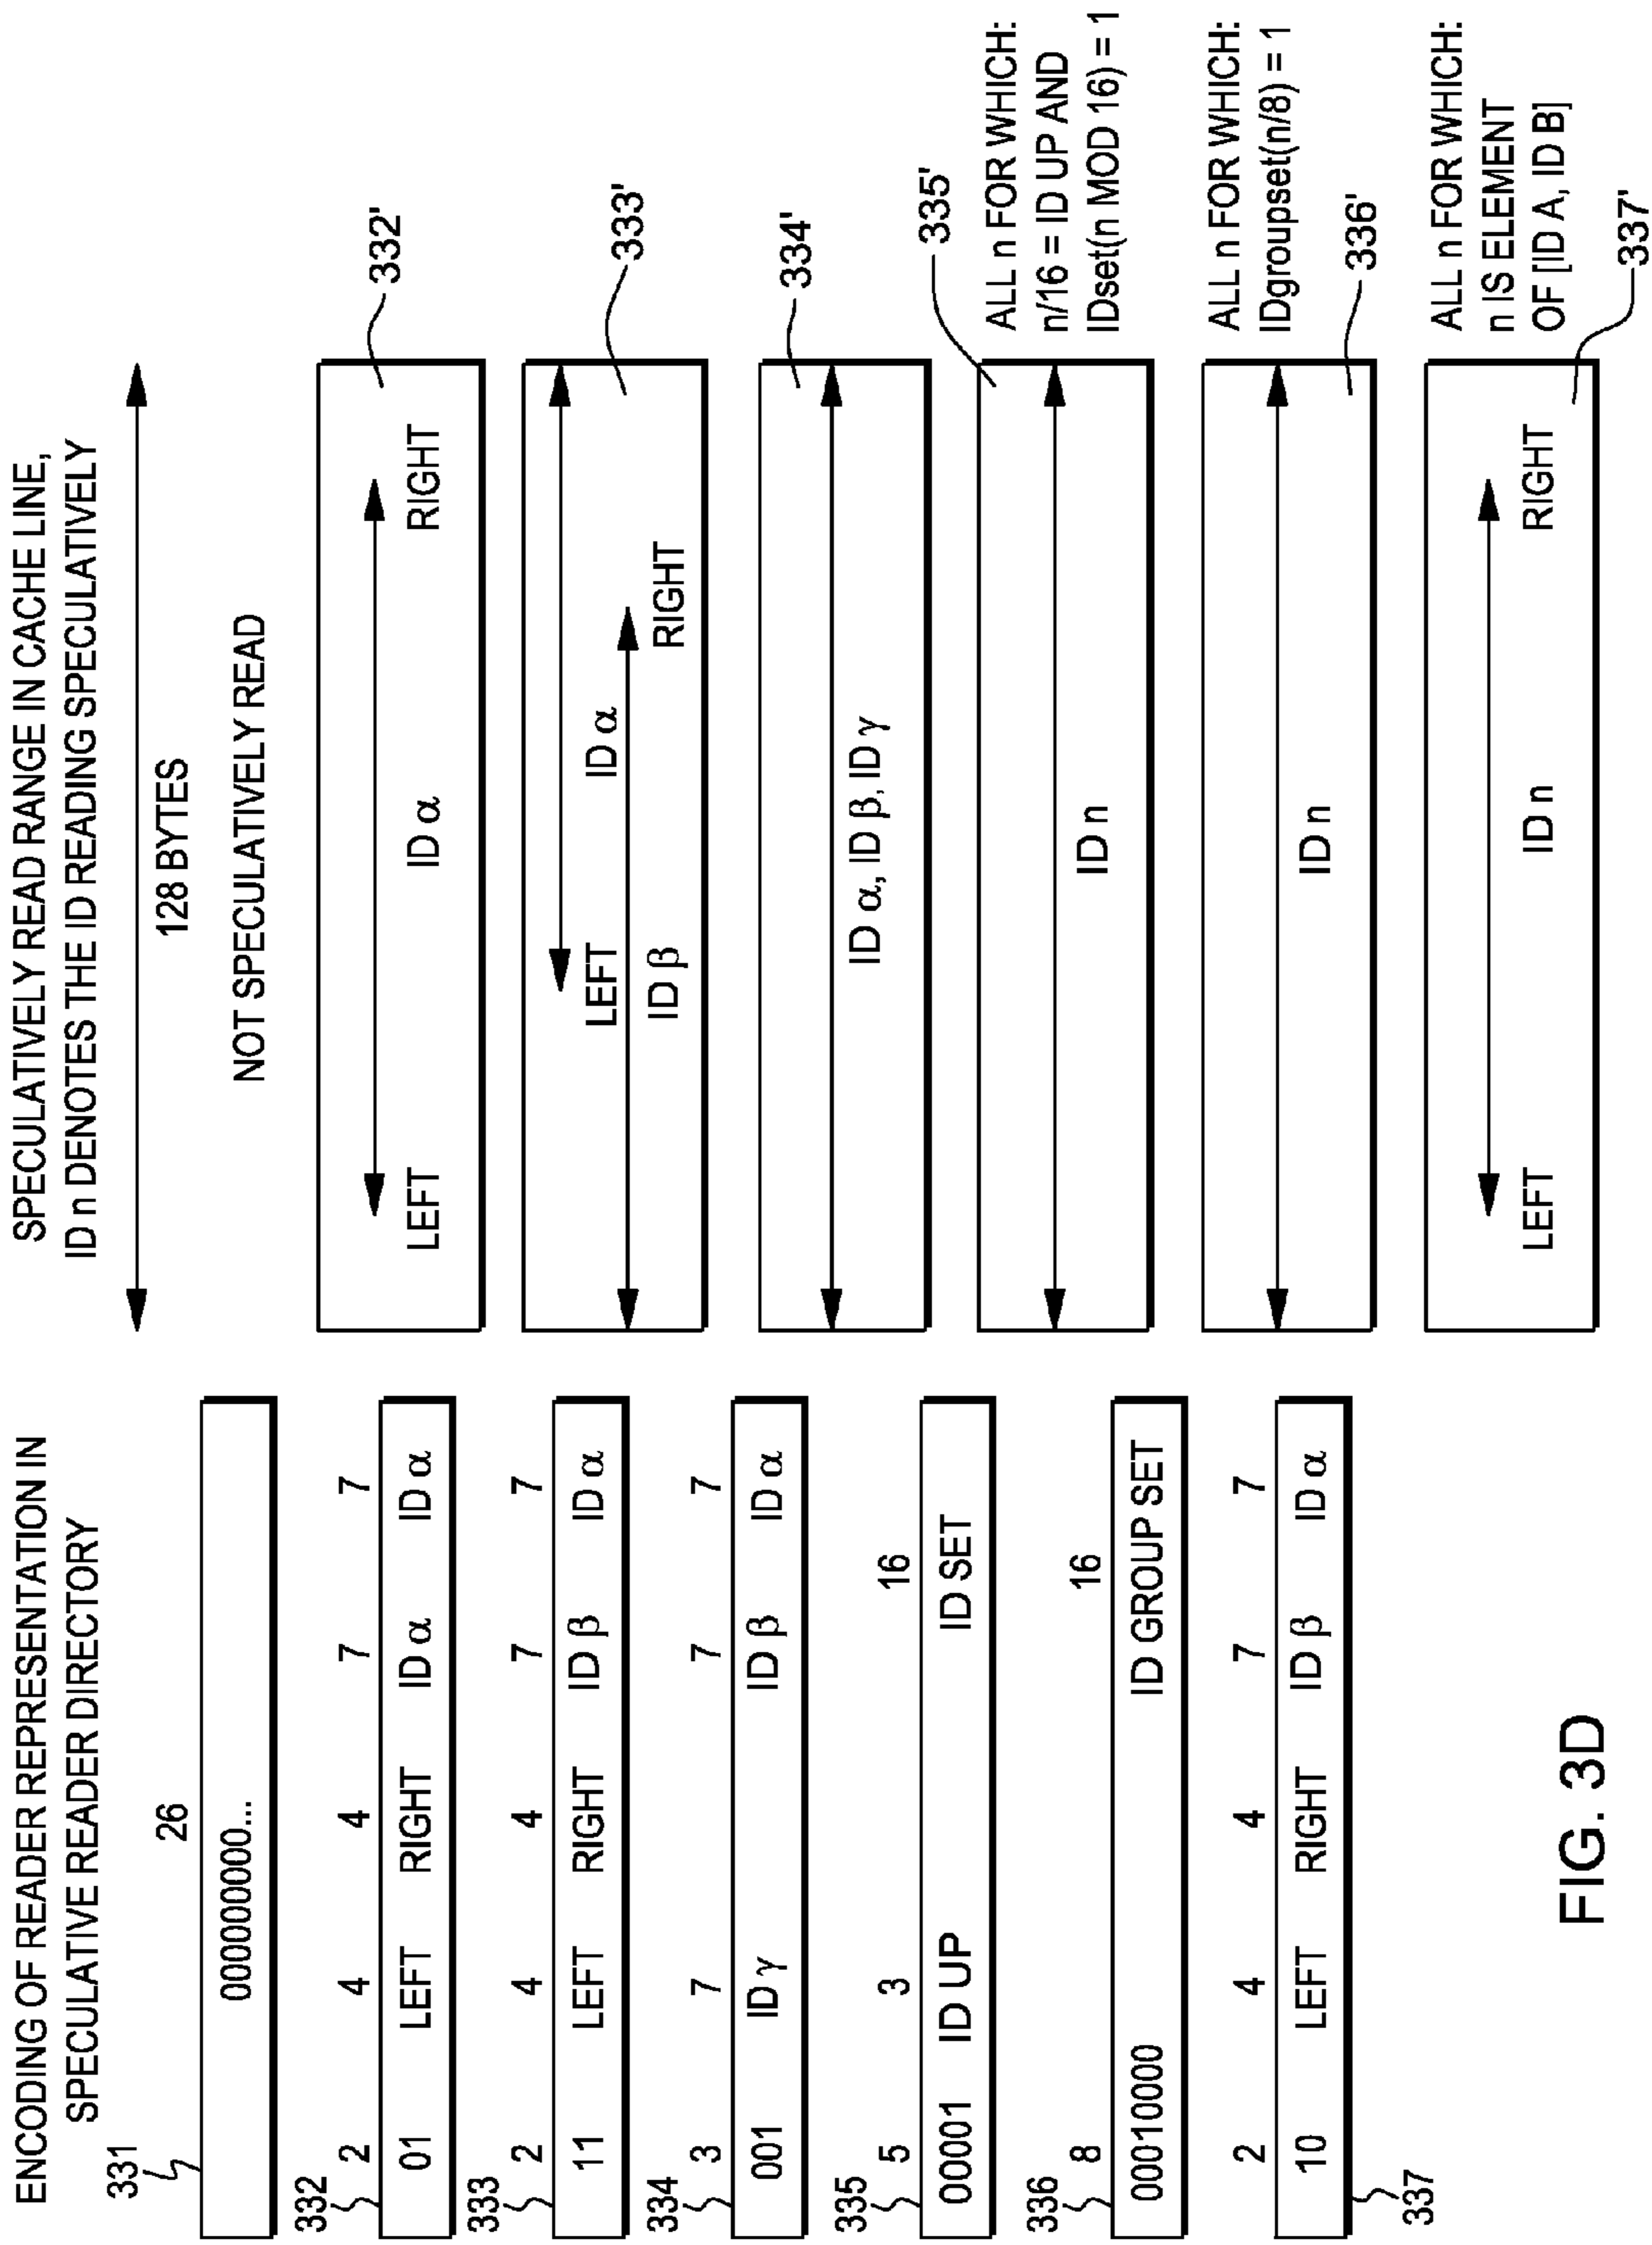 ENCODING OF READER REPRESENTATION IN
SPECULATIVE READER DIRECTORY
331
26
000000000...
332
2 4 4 7 7
01 LEFT RIGHT ID α ID α
333
2 4 4 7 7
11 LEFT RIGHT ID β ID α
334
3 7 7 7
001 ID γ ID β ID α
335
5 3 16
00001 ID UP ID SET
336
8 16
00010000 ID GROUP SET
2 4 4 7 7
10 LEFT RIGHT ID β ID α
337
SPECULATIVELY READ RANGE IN CACHE LINE,
ID n DENOTES THE ID READING SPECULATIVELY
128 BYTES
NOT SPECULATIVELY READ
332'
LEFT ID α RIGHT
333'
LEFT ID α
ID β RIGHT
334'
ID α, ID β, ID γ
335'
ID n
ALL n FOR WHICH:
n/16 = ID UP AND
IDset(n MOD 16) = 1
ID n
ALL n FOR WHICH:
IDgroupset(n/8) = 1
336'
LEFT ID n RIGHT
ALL n FOR WHICH:
n IS ELEMENT
OF [ID A, ID B]
337'
FIG. 3D